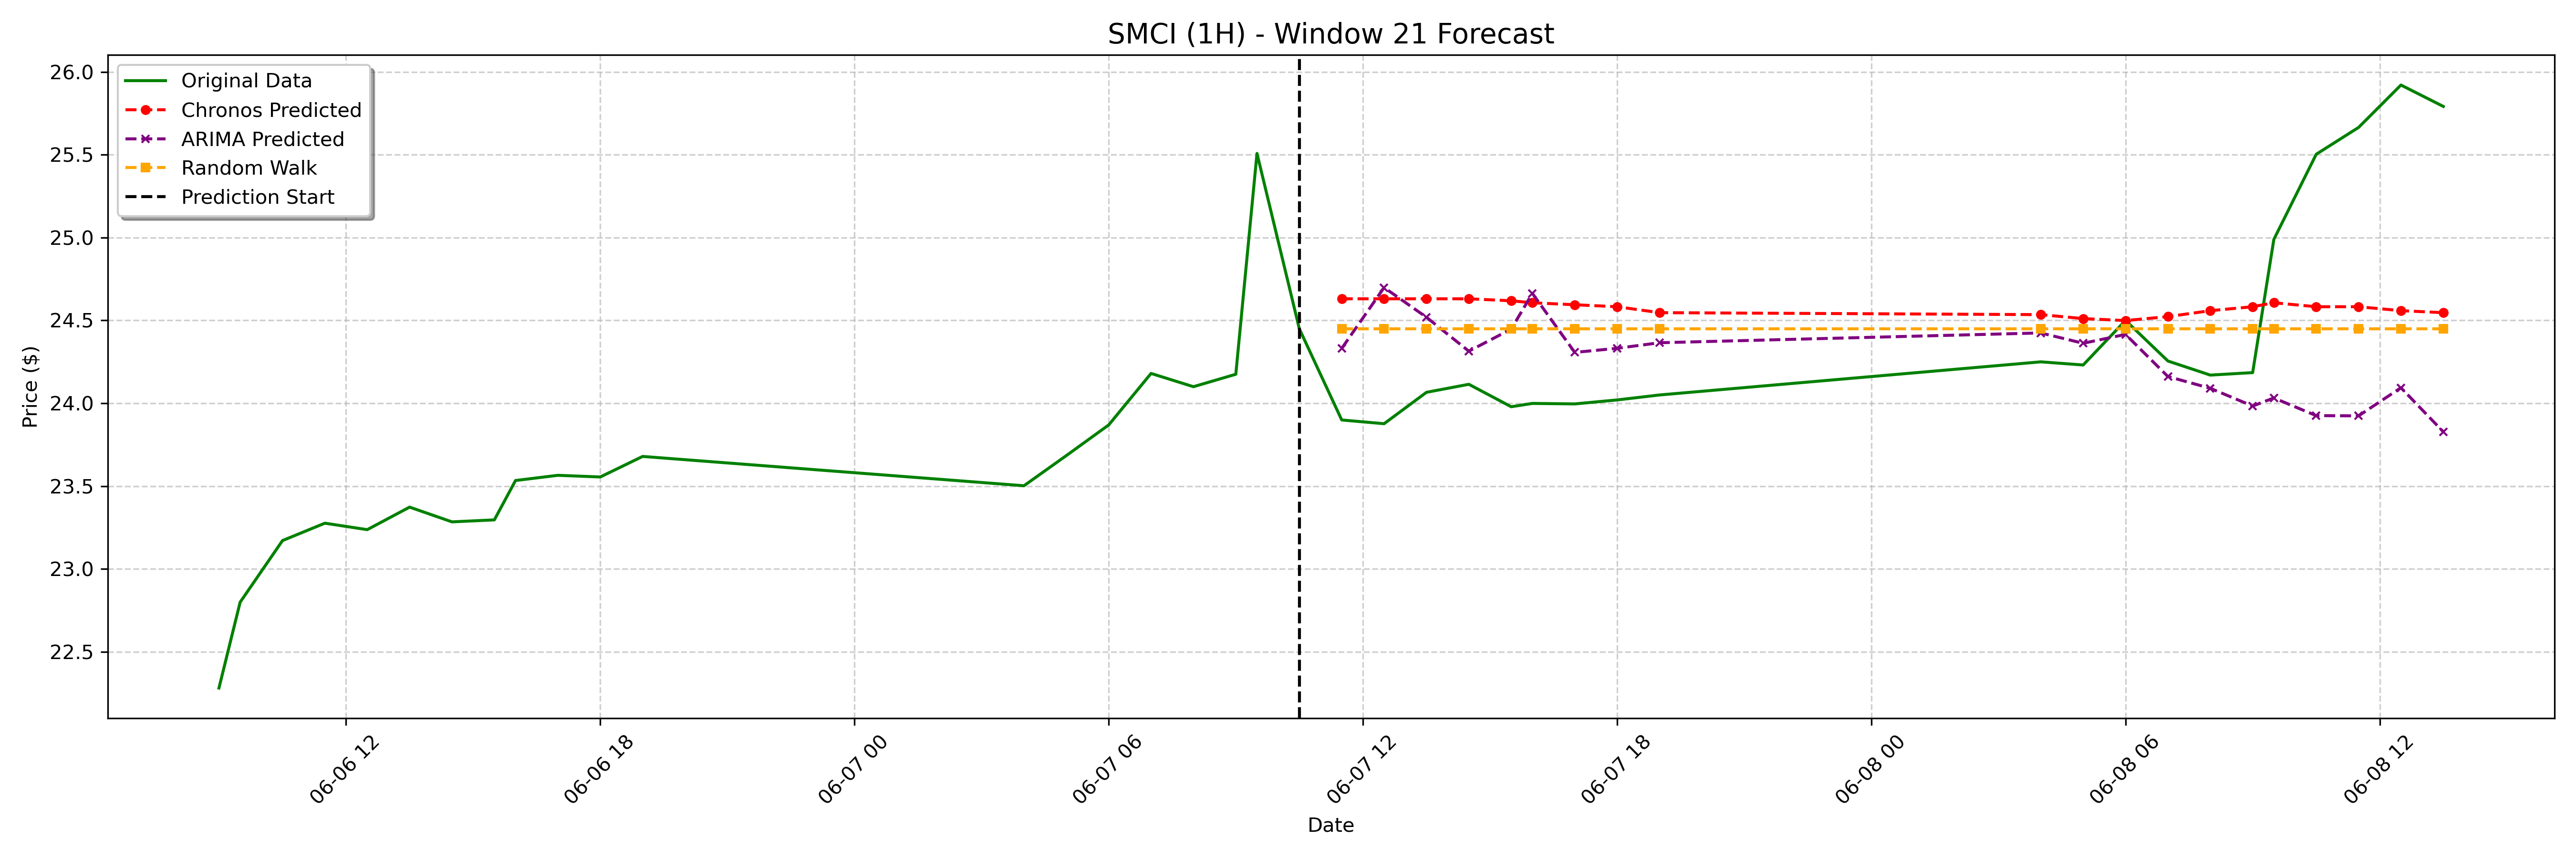 SMCI (1H) - Window 21 Forecast
Original Data
Chronos Predicted
ARIMA Predicted
Random Walk
Prediction Start
Price ($)
26.0
25.5
25.0
24.5
24.0
23.5
23.0
22.5
06-06 12
06-06 18
06-07 00
06-07 06
06-07 12
06-07 18
06-08 00
06-08 06
06-08 12
Date